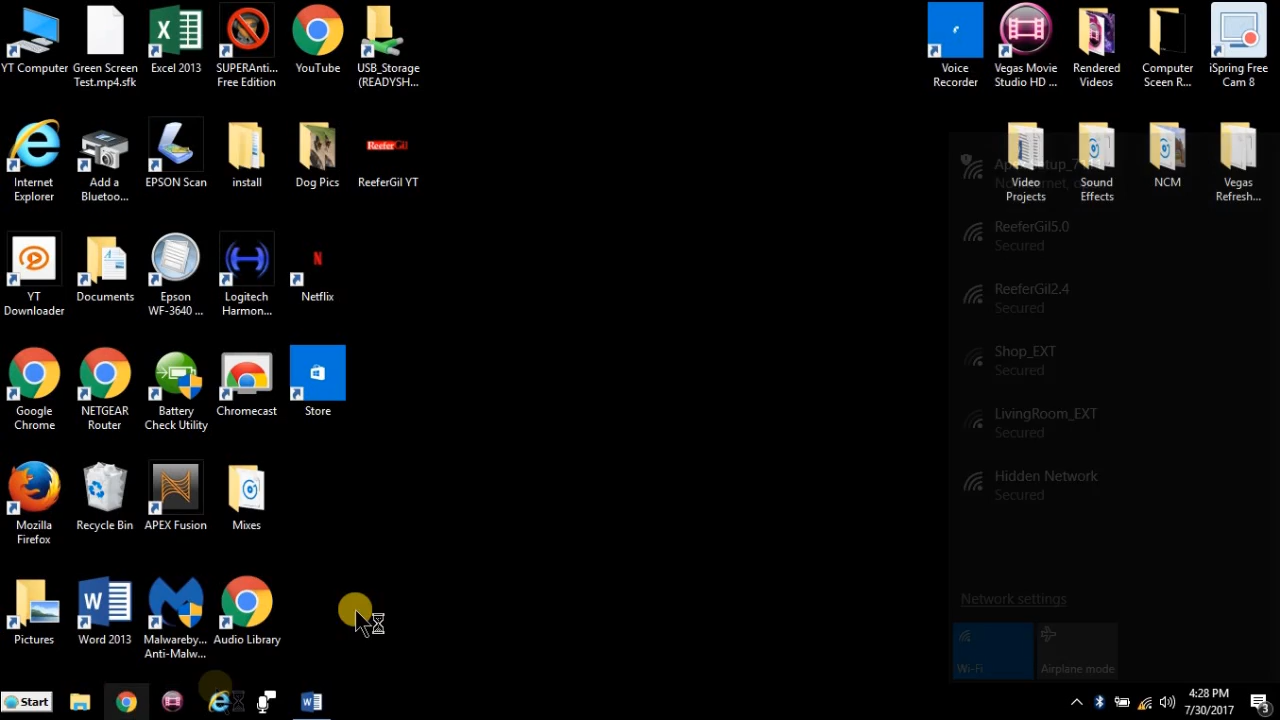 YT Computer
Green Screen
Test.mp4.sfk
Excel 2013
SUPERAnti...
Free Edition
YouTube
USB_Storage
(READYSH...
Voice
Recorder
Vegas Movie
Studio HD ...
Rendered
Videos
Computer
Sceen R...
iSpring Free
Cam 8
Internet
Explorer
Add a
Bluetoo...
EPSON Scan
install
Dog Pics
ReeferGil
ReeferGil YT
Video
Projects
Sound
Effects
NCM
Vegas
Refresh...
ReeferGil5.0
Secured
YT
Downloader
Documents
Epson
WF-3640 ...
Logitech
Harmon...
N
Netflix
ReeferGil2.4
Secured
Shop_EXT
Secured
Google
Chrome
NETGEAR
Router
Battery
Check Utility
Chromecast
Store
LivingRoom_EXT
Secured
Hidden Network
Secured
Mozilla
Firefox
Recycle Bin
APEX Fusion
Mixes
Network settings
Pictures
Word 2013
Malwareby...
Anti-Malw...
Audio Library
Wi-Fi
Airplane mode
Start
4:28 PM
7/30/2017
3